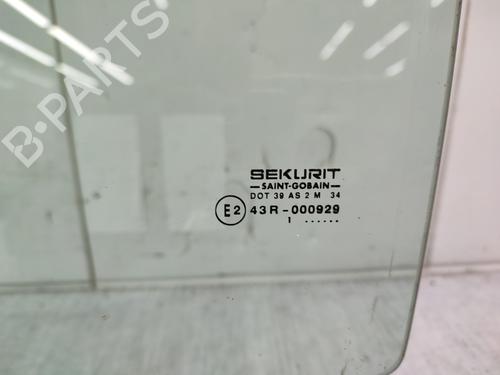 B-PARTS
SEKURIT
SAINT-GOBAIN
DOT 39 AS 2 M 34
E2 43R-000929
1 ......